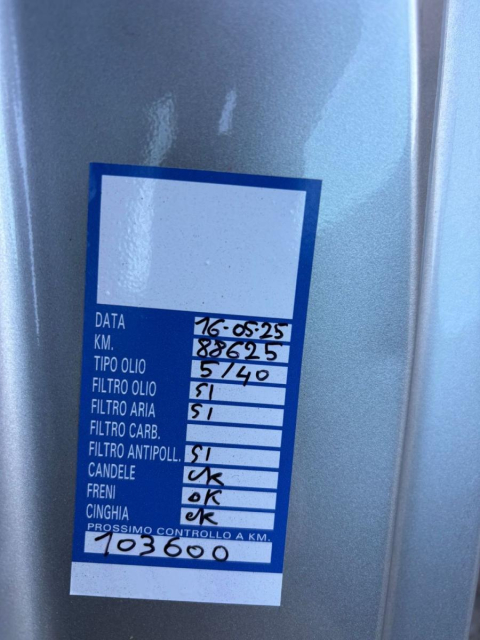 DATA 16-05-25
KM. 88625
TIPO OLIO 5/40
FILTRO OLIO SI
FILTRO ARIA SI
FILTRO CARB.
FILTRO ANTIPOLL. SI
CANDELE OK
FRENI OK
CINGHIA OK
PROSSIMO CONTROLLO A KM.
103600